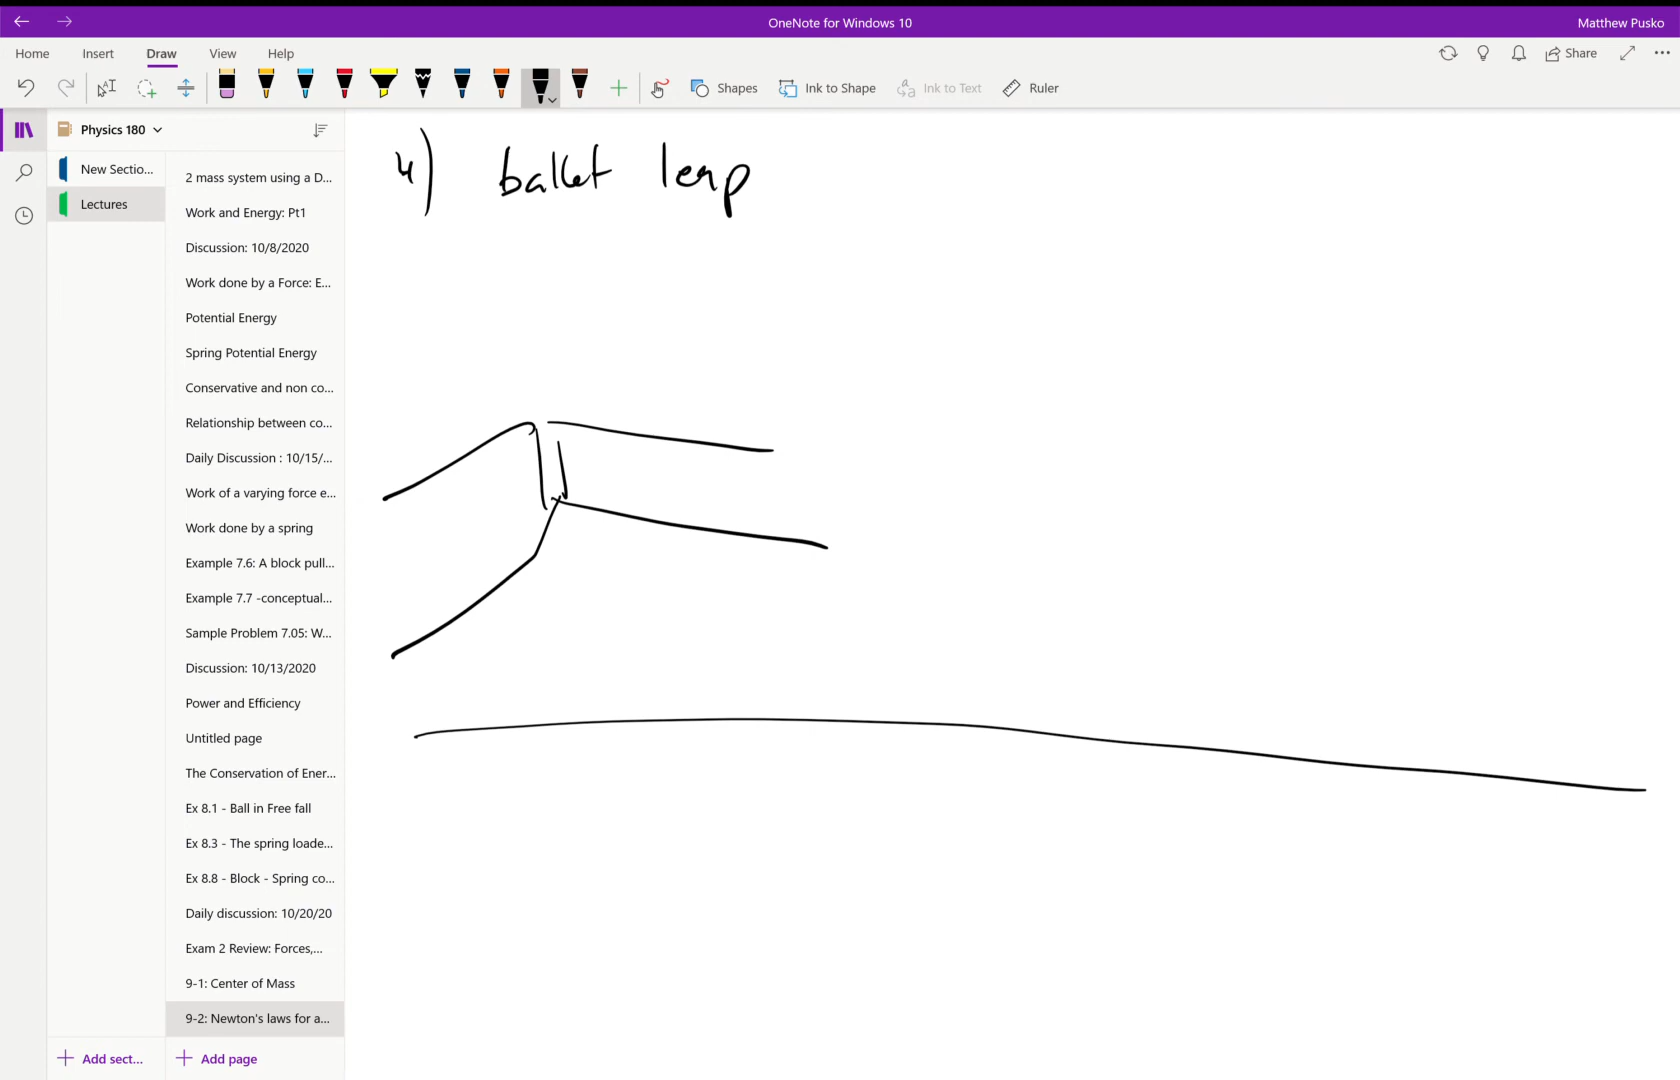 OneNote for Windows 10
Matthew Pusko
Home
Insert
Draw
View
Help
Share
Shapes
Ink to Shape
Ink to Text
Ruler
Physics 180
New Sectio...
Lectures
2 mass system using a D...
Work and Energy: Pt1
Discussion: 10/8/2020
Work done by a Force: E...
Potential Energy
Spring Potential Energy
Conservative and non co...
Relationship between co...
Daily Discussion : 10/15/...
Work of a varying force e...
Work done by a spring
Example 7.6: A block pull...
Example 7.7 -conceptual...
Sample Problem 7.05: W...
Discussion: 10/13/2020
Power and Efficiency
Untitled page
The Conservation of Ener...
Ex 8.1 - Ball in Free fall
Ex 8.3 - The spring loade...
Ex 8.8 - Block - Spring co...
Daily discussion: 10/20/20
Exam 2 Review: Forces,...
9-1: Center of Mass
9-2: Newton's laws for a...
Add sect...
Add page
4) ballet leap